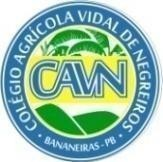 COLÉGIO AGRÍCOLA VIDAL DE NEGREIROS
CAVN
· BANANEIRAS - PB ·